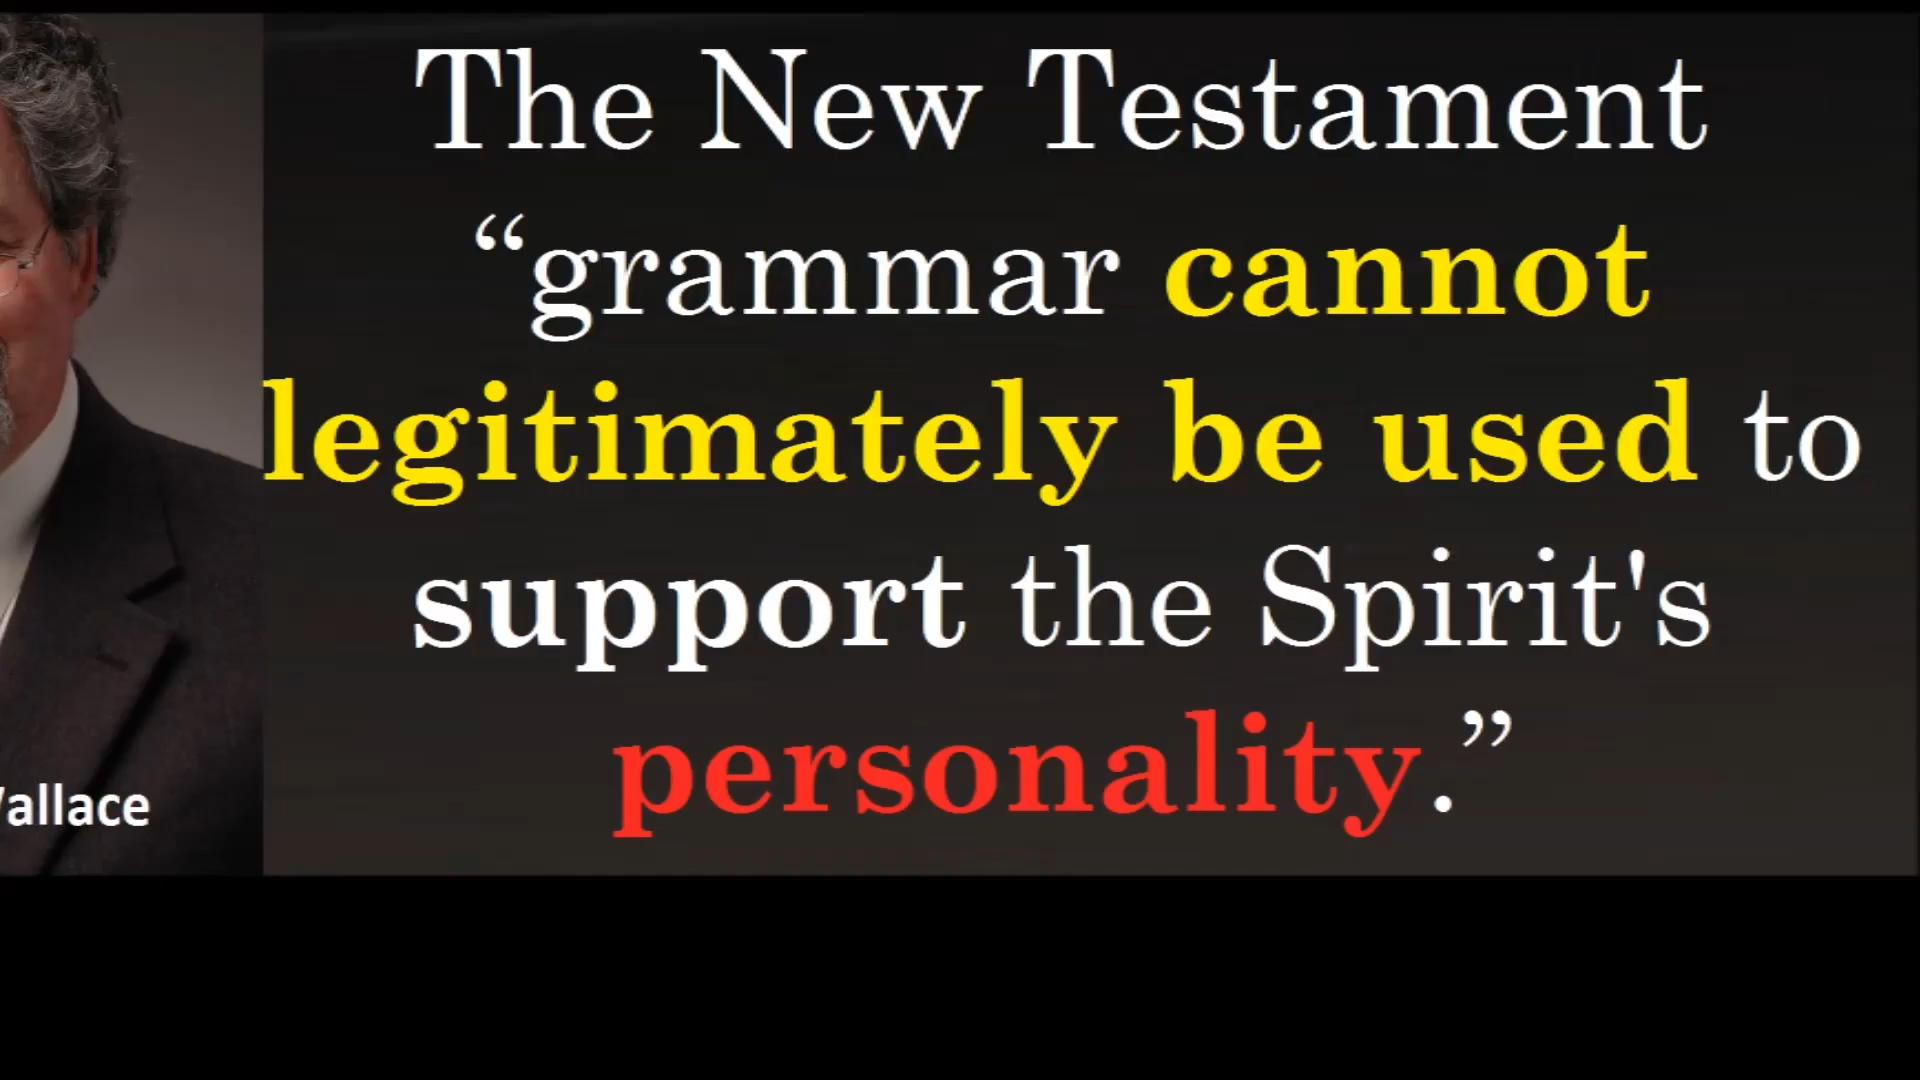 The New Testament
“grammar cannot
legitimately be used to
support the Spirit's
personality.”
allace